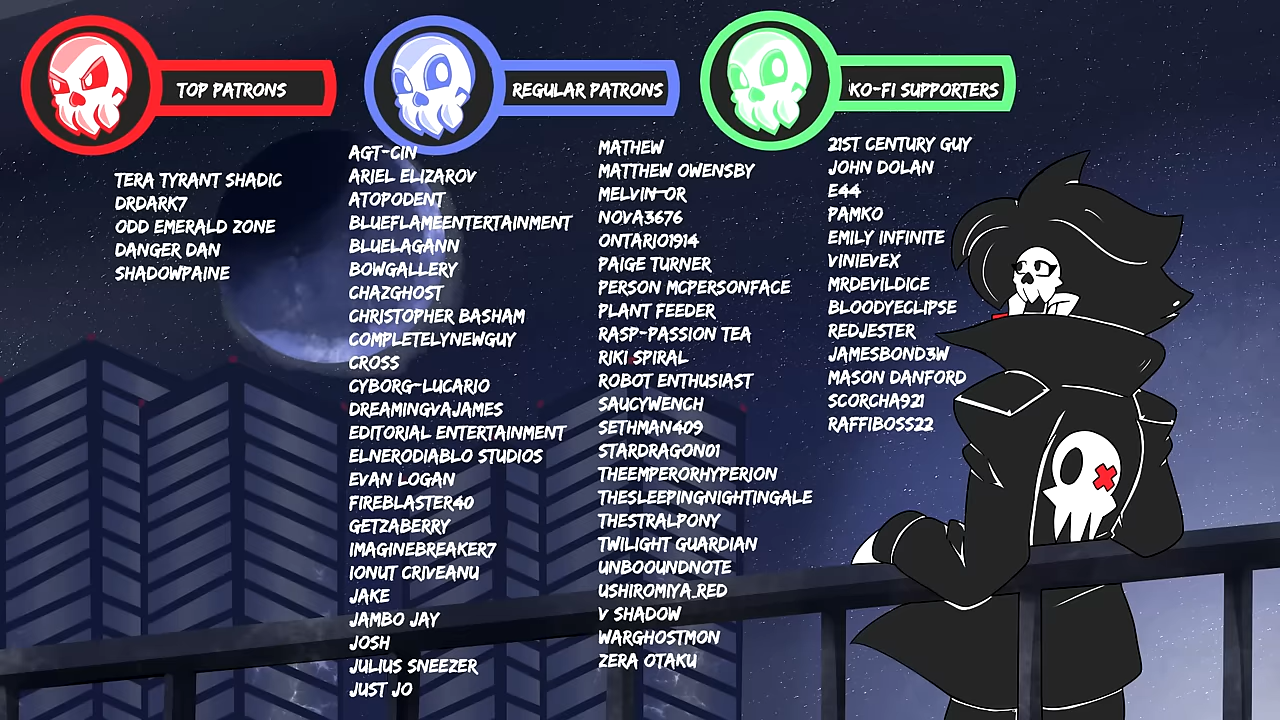 TOP PATRONS
TERA TYRANT SHADIC
DRDARK7
ODD EMERALD ZONE
DANGER DAN
SHADOWPAINE
REGULAR PATRONS
AGT-CIN
ARIEL ELIZAROV
ATOPODENT
BLUEFLAMEENTERTAINMENT
BLUELAGANN
BOWGALLERY
CHAZGHOST
CHRISTOPHER BASHAM
COMPLETELYNEWGUY
CROSS
CYBORG-LUCARIO
DREAMINGVAJAMES
EDITORIAL ENTERTAINMENT
ELNERODIABLO STUDIOS
EVAN LOGAN
FIREBLASTER40
GETZABERRY
IMAGINEBREAKER7
IONUT CRIVEANU
JAKE
JAMBO JAY
JOSH
JULIUS SNEEZER
JUST JO
MATHEW
MATTHEW OWENSBY
MELVIN-OR
NOVA3676
ONTARIO1914
PAIGE TURNER
PERSON MCPERSONFACE
PLANT FEEDER
RASP-PASSION TEA
RIKI SPIRAL
ROBOT ENTHUSIAST
SAUCYWENCH
SETHMAN409
STARDRAGON01
THEEMPERORHYPERION
THESLEEPINGNIGHTINGALE
THESTRALPONY
TWILIGHT GUARDIAN
UNBOOUNDNOTE
USHIROMIYA_RED
V SHADOW
WARGHOSTMON
ZERA OTAKU
KO-FI SUPPORTERS
21ST CENTURY GUY
JOHN DOLAN
E44
PAMKO
EMILY INFINITE
VINIEVEX
MRDEVILDICE
BLOODYECLIPSE
REDJESTER
JAMESBOND3W
MASON DANFORD
SCORCHA921
RAFFIBOSS22